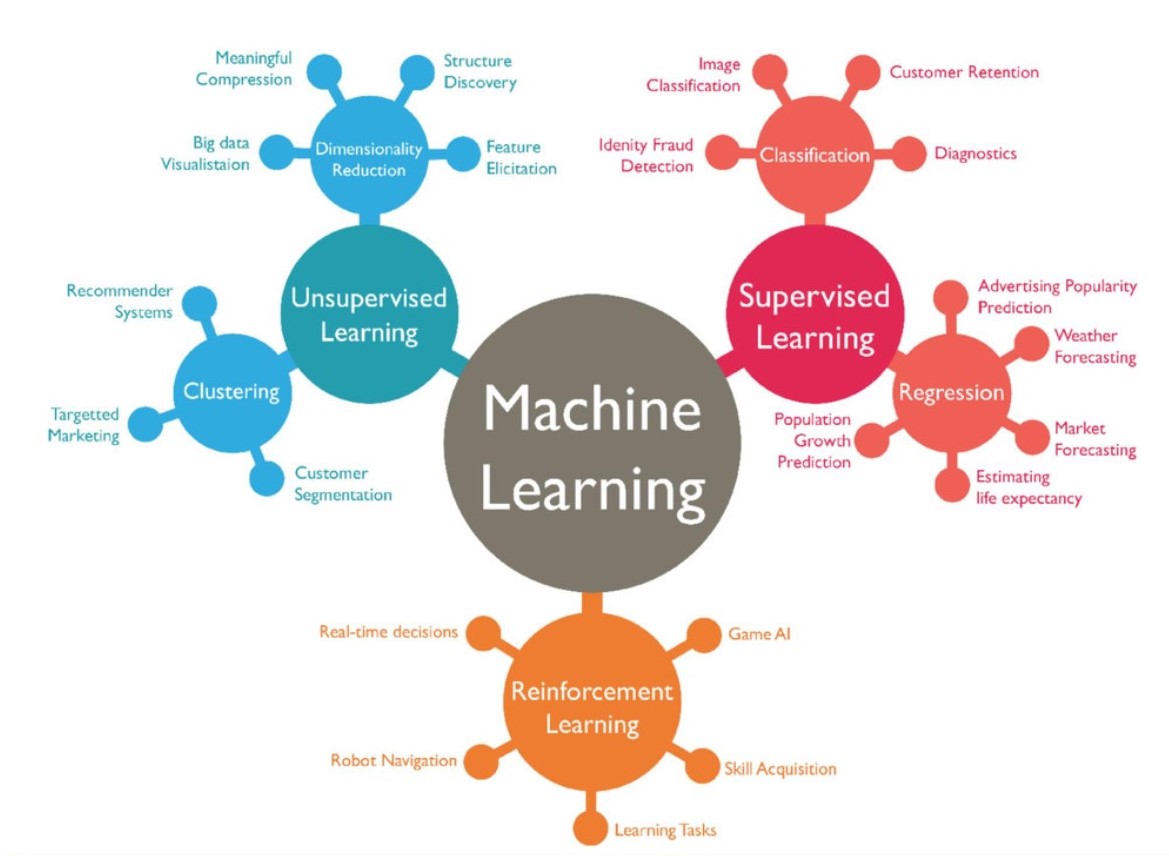 Meaningful
Compression
Structure
Discovery
Big data
Visualistaion
Dimensionality
Reduction
Feature
Elicitation
Image
Classification
Customer Retention
Idenity Fraud
Detection
Classification
Diagnostics
Unsupervised
Learning
Supervised
Learning
Recommender
Systems
Clustering
Targetted
Marketing
Customer
Segmentation
Machine
Learning
Advertising Popularity
Prediction
Weather
Forecasting
Regression
Population
Growth
Prediction
Market
Forecasting
Estimating
life expectancy
Real-time decisions
Game AI
Reinforcement
Learning
Robot Navigation
Skill Acquisition
Learning Tasks